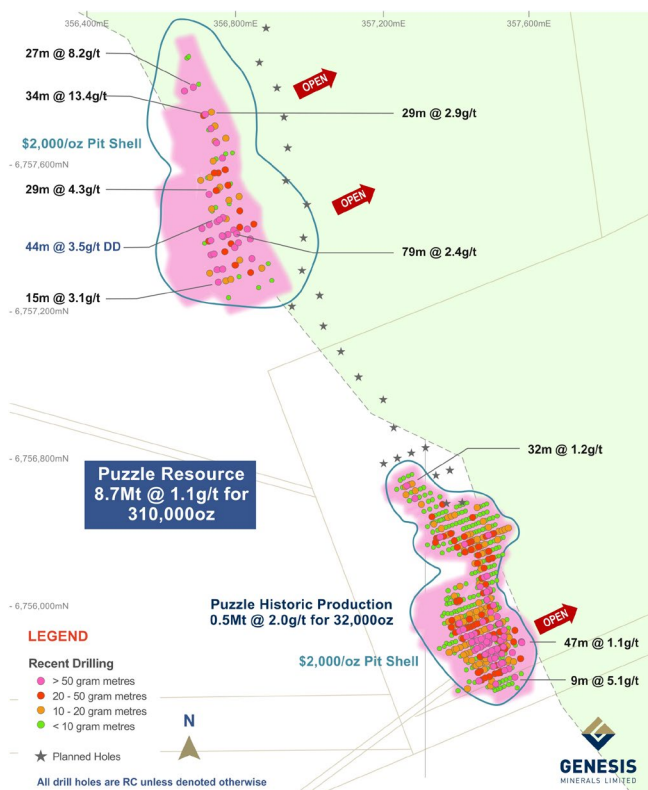 356,400mE
356,800mE
357,200mE
357,600mE
27m @ 8.2g/t
34m @ 13.4g/t
OPEN
29m @ 2.9g/t
$2,000/oz Pit Shell
6,757,600mN
29m @ 4.3g/t
OPEN
44m @ 3.5g/t DD
79m @ 2.4g/t
15m @ 3.1g/t
6,757,200mN
32m @ 1.2g/t
6,756,800mN
Puzzle Resource
8.7Mt @ 1.1g/t for
310,000oz
6,756,000mN
Puzzle Historic Production
0.5Mt @ 2.0g/t for 32,000oz
OPEN
LEGEND
47m @ 1.1g/t
$2,000/oz Pit Shell
Recent Drilling
9m @ 5.1g/t
> 50 gram metres
20 - 50 gram metres
10 - 20 gram metres
< 10 gram metres
N
Planned Holes
GENESIS
MINERALS LIMITED
All drill holes are RC unless denoted otherwise